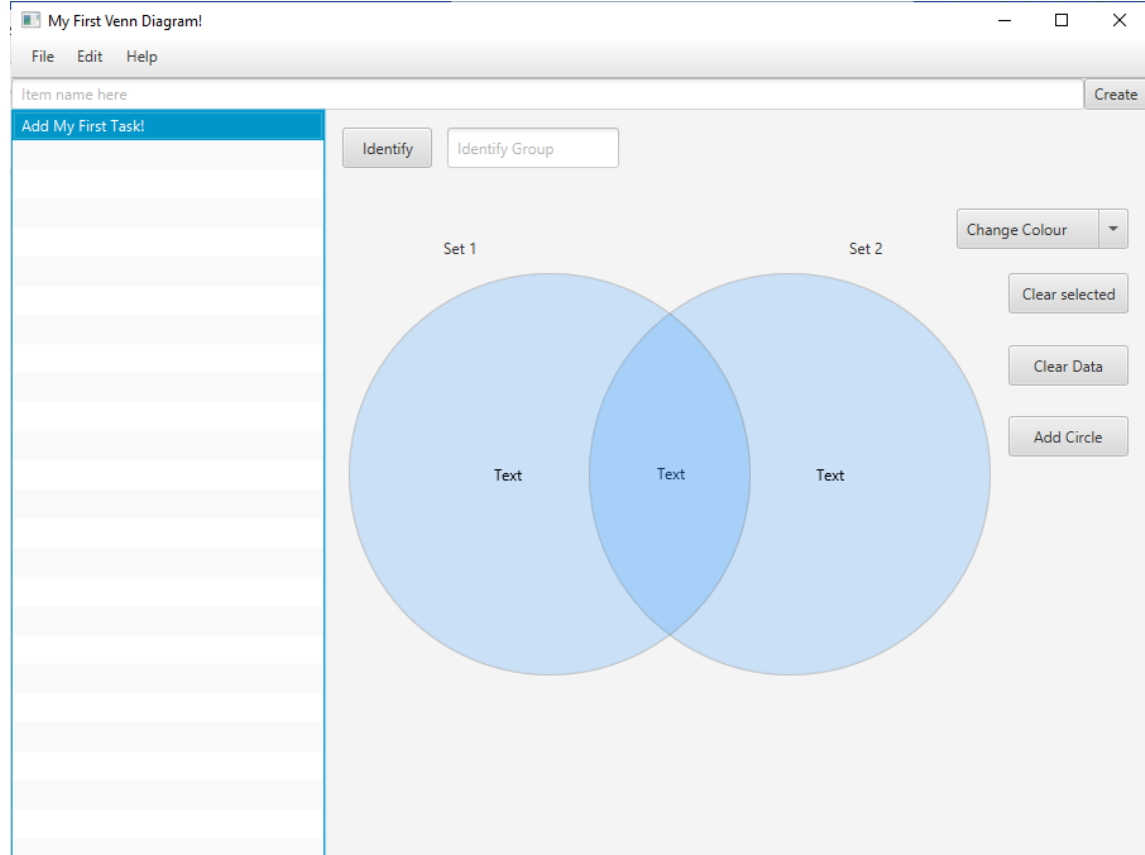 My First Venn Diagram!
File Edit Help
Item name here Create
Add My First Task!
Identify Identify Group
Change Colour
Set 1 Set 2
Clear selected
Clear Data
Add Circle
Text Text Text